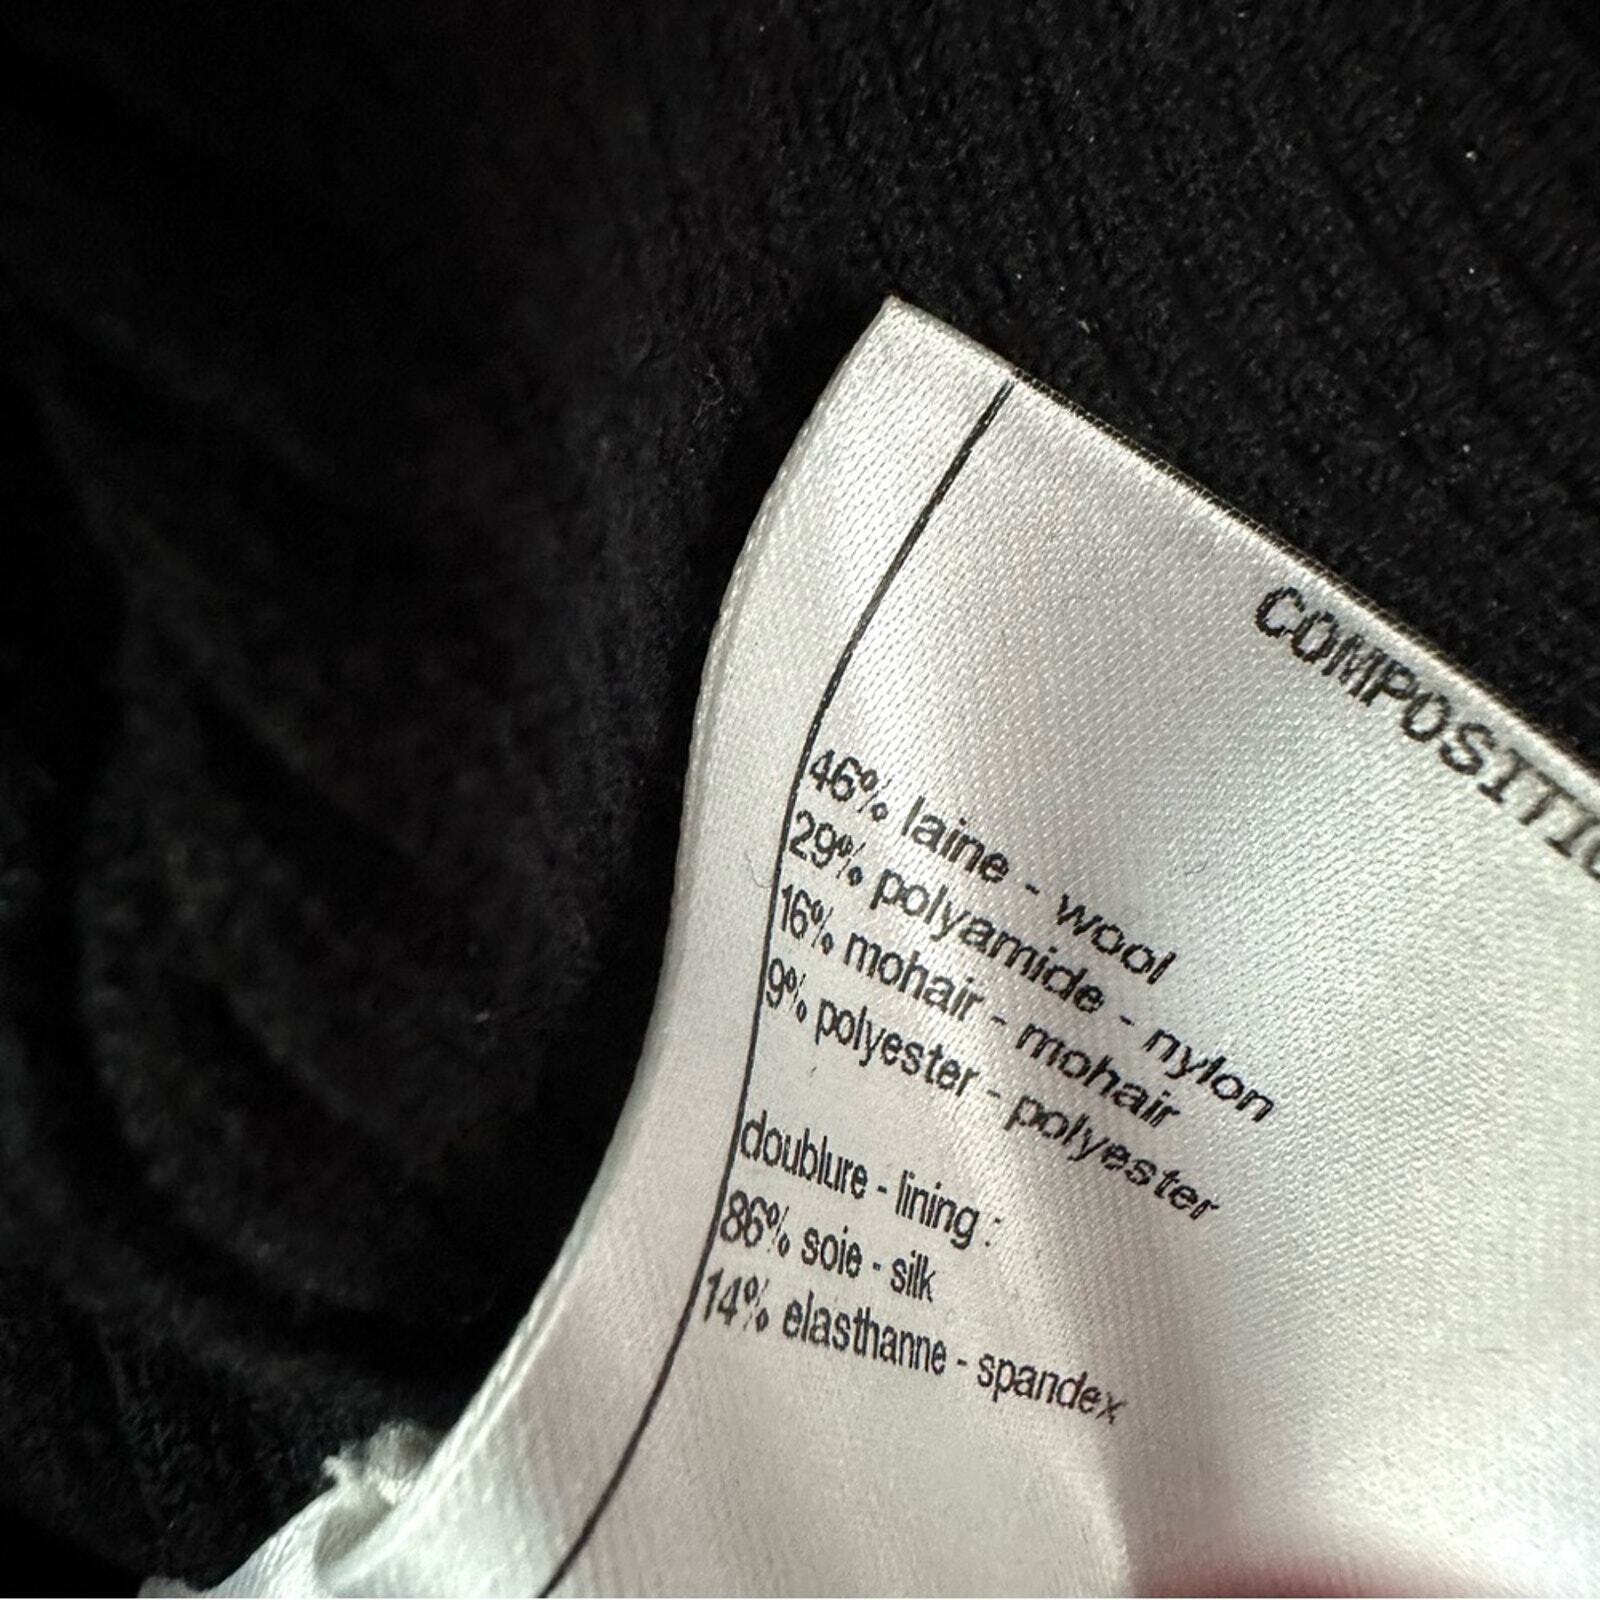 COMPOSITIO
46% laine - wool
29% polyamide - nylon
16% mohair - mohair
9% polyester - polyester
doublure - lining :
86% soie - silk
14% elasthanne - spandex